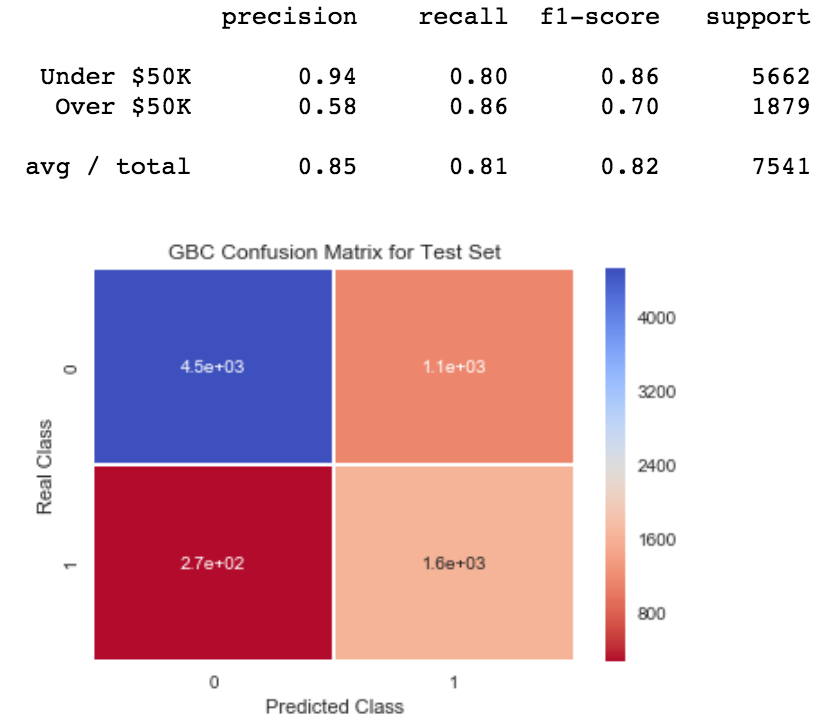 precision recall f1-score support
Under $50K 0.94 0.80 0.86 5662
Over $50K 0.58 0.86 0.70 1879
avg / total 0.85 0.81 0.82 7541
GBC Confusion Matrix for Test Set
4000
0 4.5e+03 1.1e+03
3200
Real Class
2400
1600
1 2.7e+02 1.6e+03
800
0 1
Predicted Class